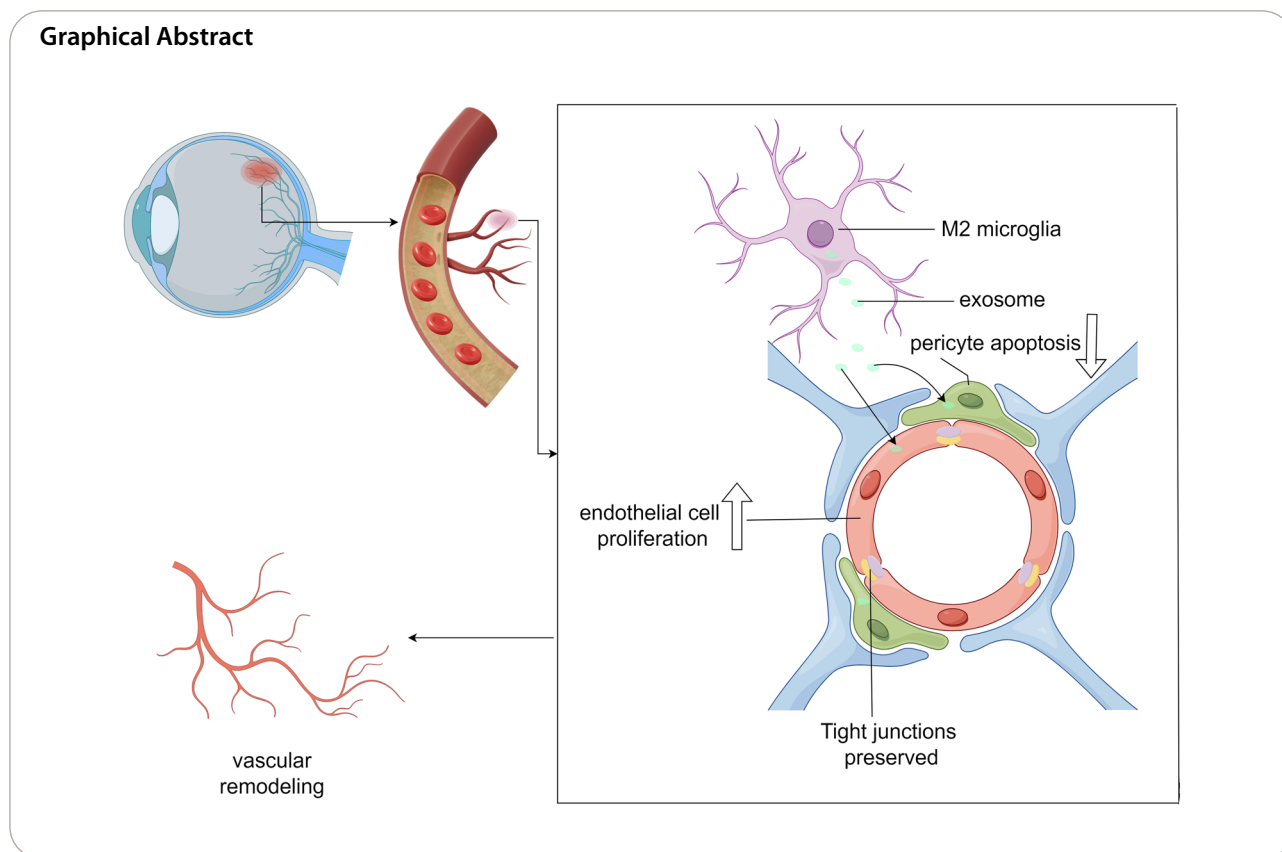 Graphical Abstract
M2 microglia
exosome
pericyte apoptosis
endothelial cell
proliferation
Tight junctions
preserved
vascular
remodeling